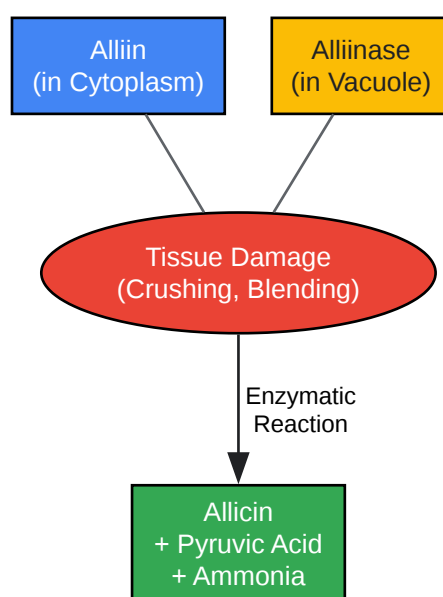 Alliin
(in Cytoplasm)
Alliinase
(in Vacuole)
Tissue Damage
(Crushing, Blending)
Enzymatic
Reaction
Allicin
+ Pyruvic Acid
+ Ammonia